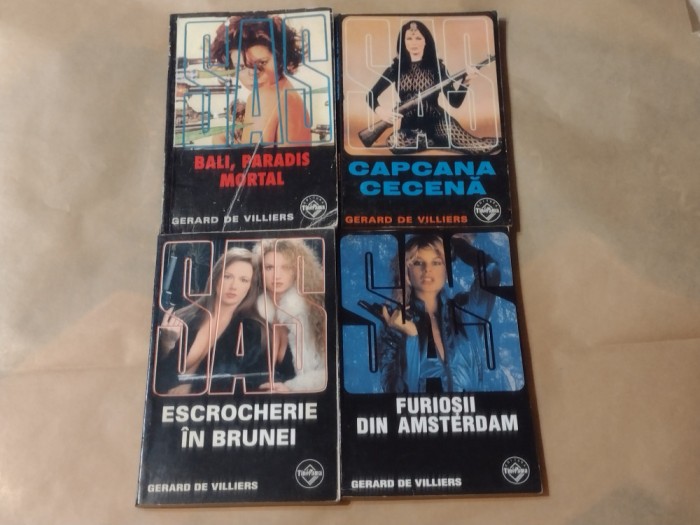 SAS
BALI, PARADIS
MORTAL
GERARD DE VILLIERS
SAS
CAPCANA
CECENĂ
GERARD DE VILLIERS
SAS
ESCROCHERIE
ÎN BRUNEI
GERARD DE VILLIERS
SAS
FURIOȘII
DIN AMSTERDAM
GERARD DE VILLIERS